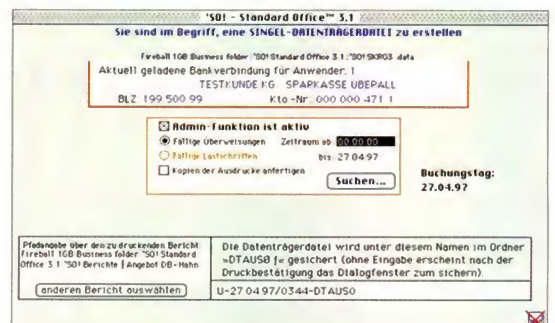 'SO! - Standard Office™ 3.1
Sie sind im Begriff, eine SINGEL-DATENTRÄGERDATEI zu erstellen
Fireball 1GB Business folder :'SO! Standard Office 3.1 :'SO! SKR03 .data
Aktuell geladene Bankverbindung für Anwender: 1
TESTKUNDE KG SPARKASSE ÜBERALL
BLZ 199 500 99 Kto-Nr. 000 000 471 1
Admin-Funktion ist aktiv
Fällige Überweisungen Zeitraum ab 00.00.00
Fällige Lastschriften bis 27.04.97
Kopien der Ausdrucke anfertigen
Suchen...
Buchungstag:
27.04.97
Pfadangabe über den zu druckenden Bericht
Fireball 1GB Business folder 'SO! Standard
Office 3.1 'SO! Berichte ƒ Angebot DB-Hahn
anderen Bericht auswählen
Die Datenträgerdatei wird unter diesem Namen im Ordner
»DTAUS0 ƒ« gesichert (ohne Eingabe erscheint nach der
Druckbestätigung das Dialogfenster zum sichern).
U-27.04.97/0344-DTAUS0